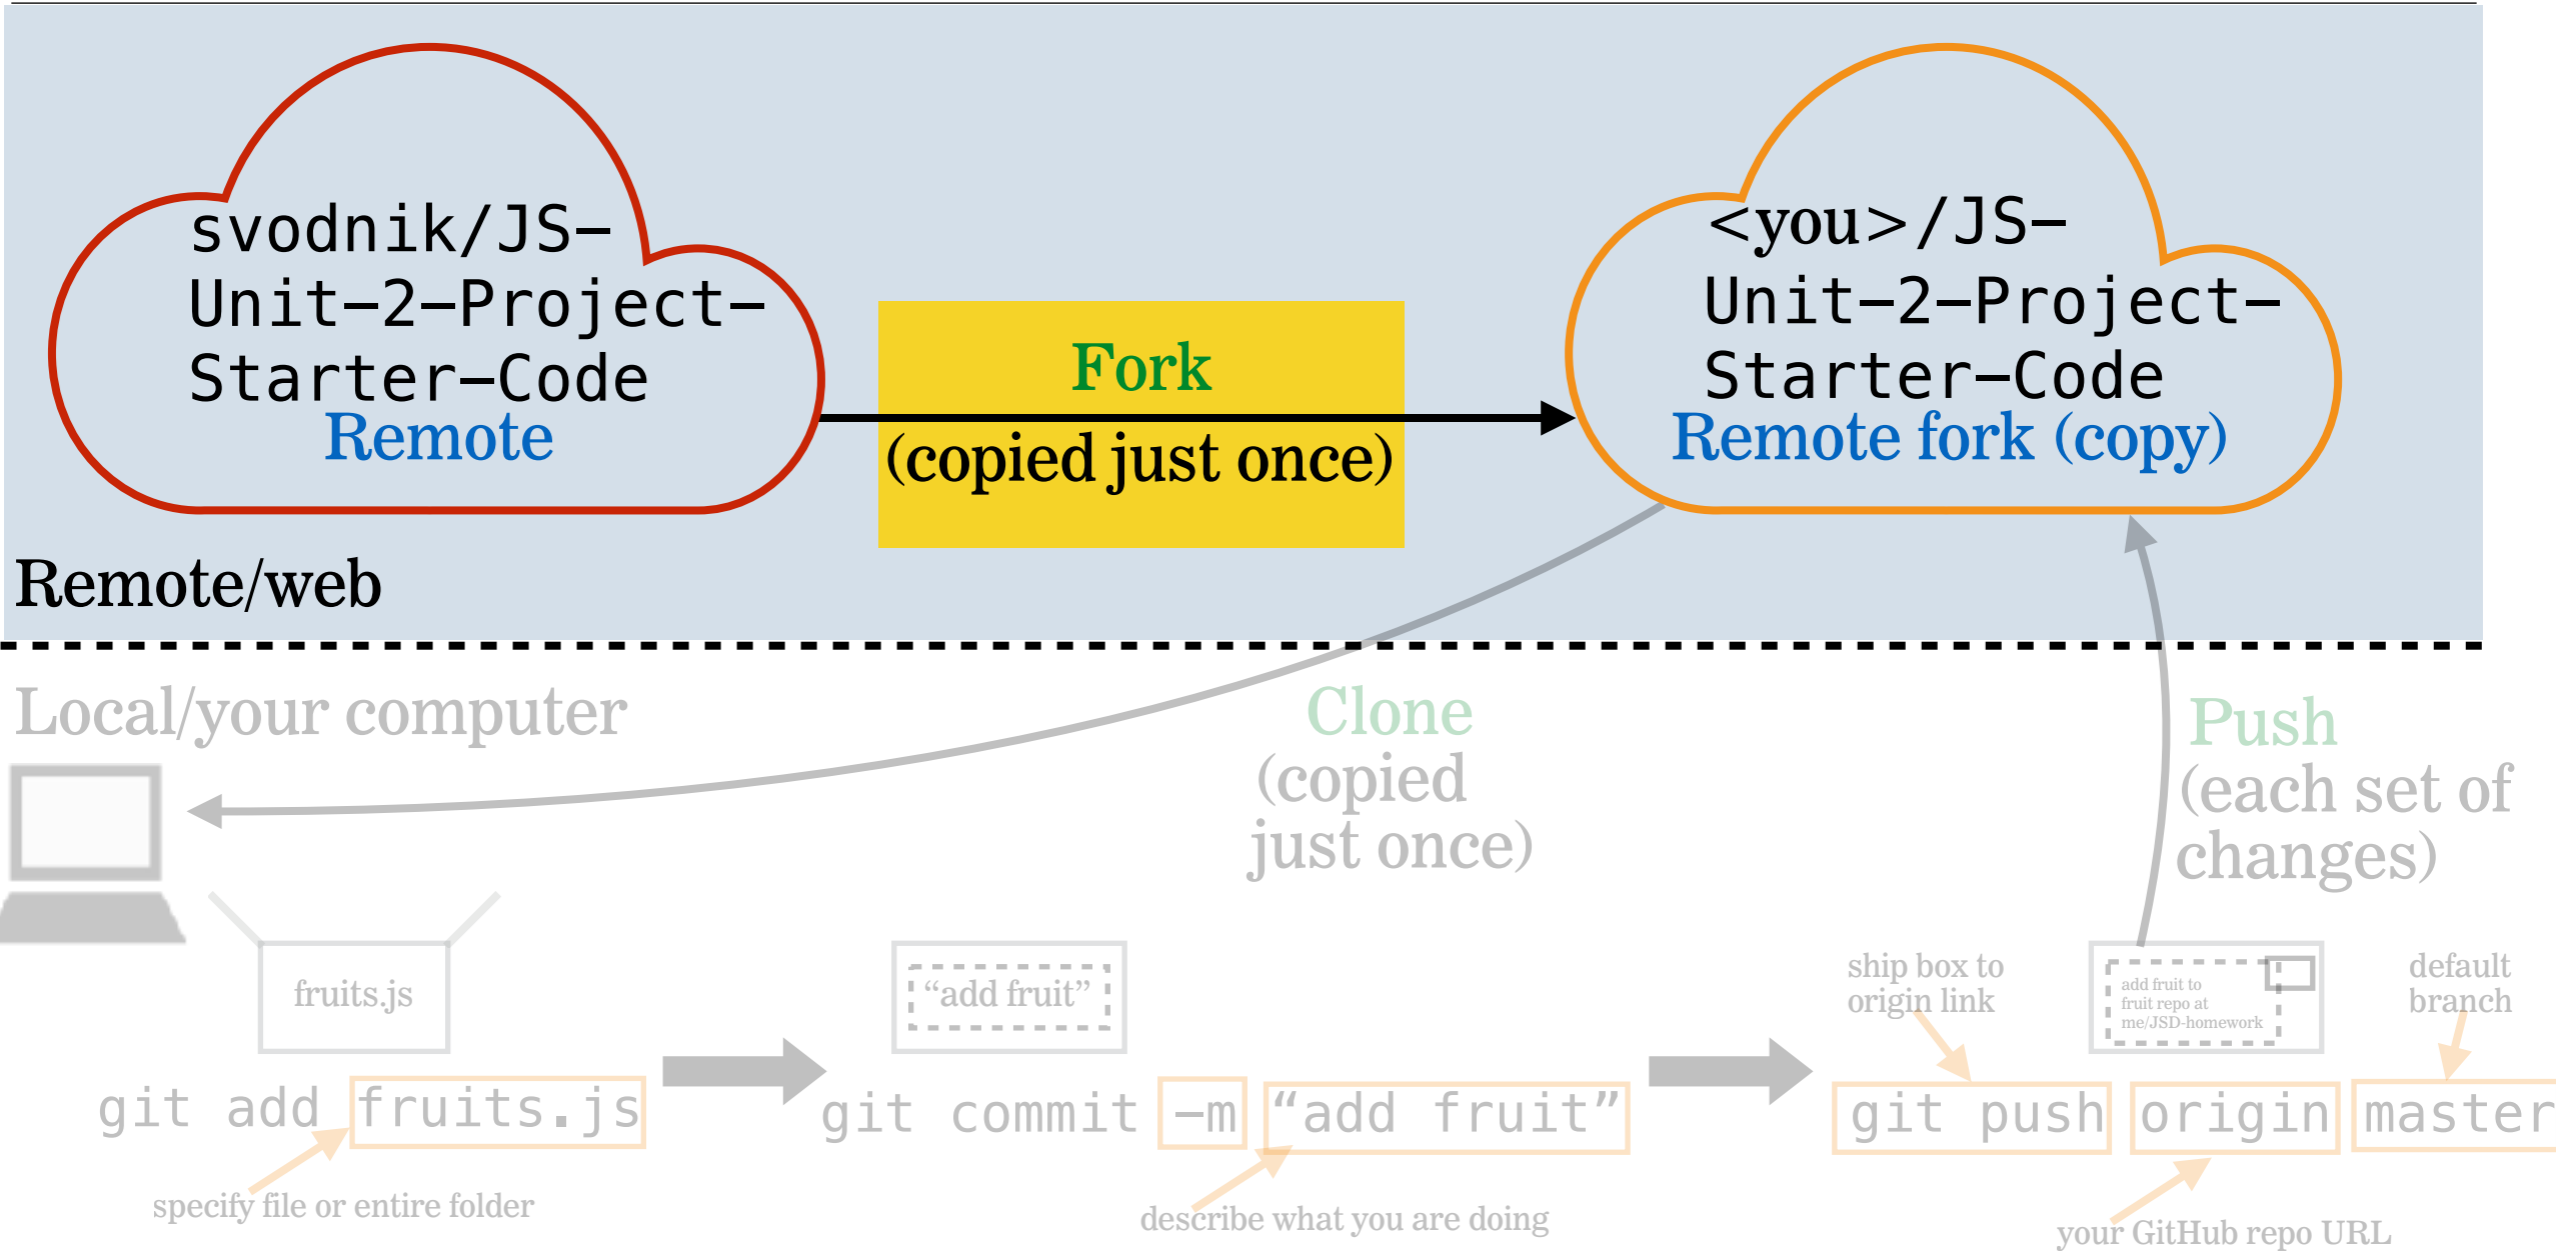 svodnik/JS-
Unit-2-Project-
Starter-Code
Remote
Fork
(copied just once)
<you>/JS-
Unit-2-Project-
Starter-Code
Remote fork (copy)
Remote/web
Local/your computer
Clone
(copied
just once)
Push
(each set of
changes)
fruits.js
"add fruit"
ship box to
origin link
add fruit to
fruit repo at
me/JSD-homework
default
branch
git add fruits.js
git commit -m "add fruit"
git push origin master
specify file or entire folder
describe what you are doing
your GitHub repo URL